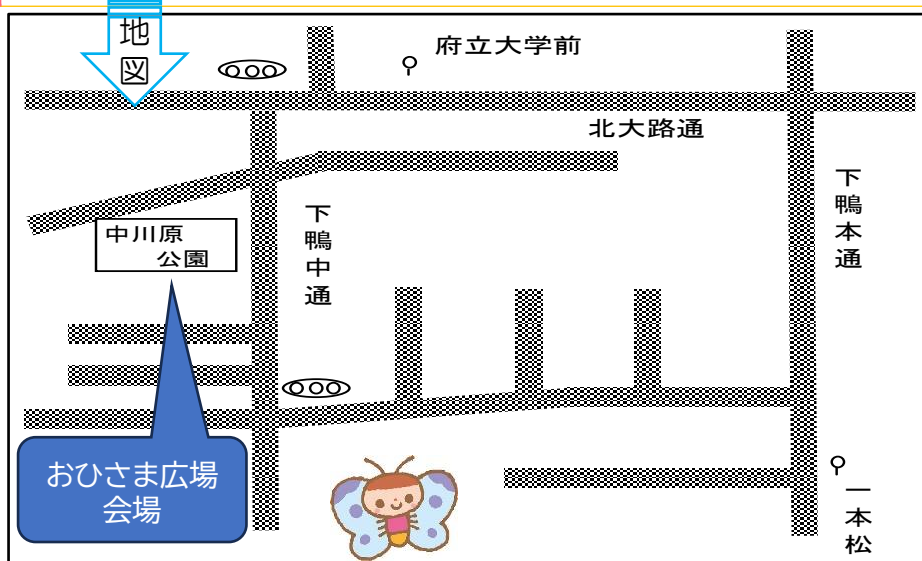 地図
府立大学前
北大路通
下鴨本通
下鴨中通
中川原
公園
おひさま広場
会場
一本松